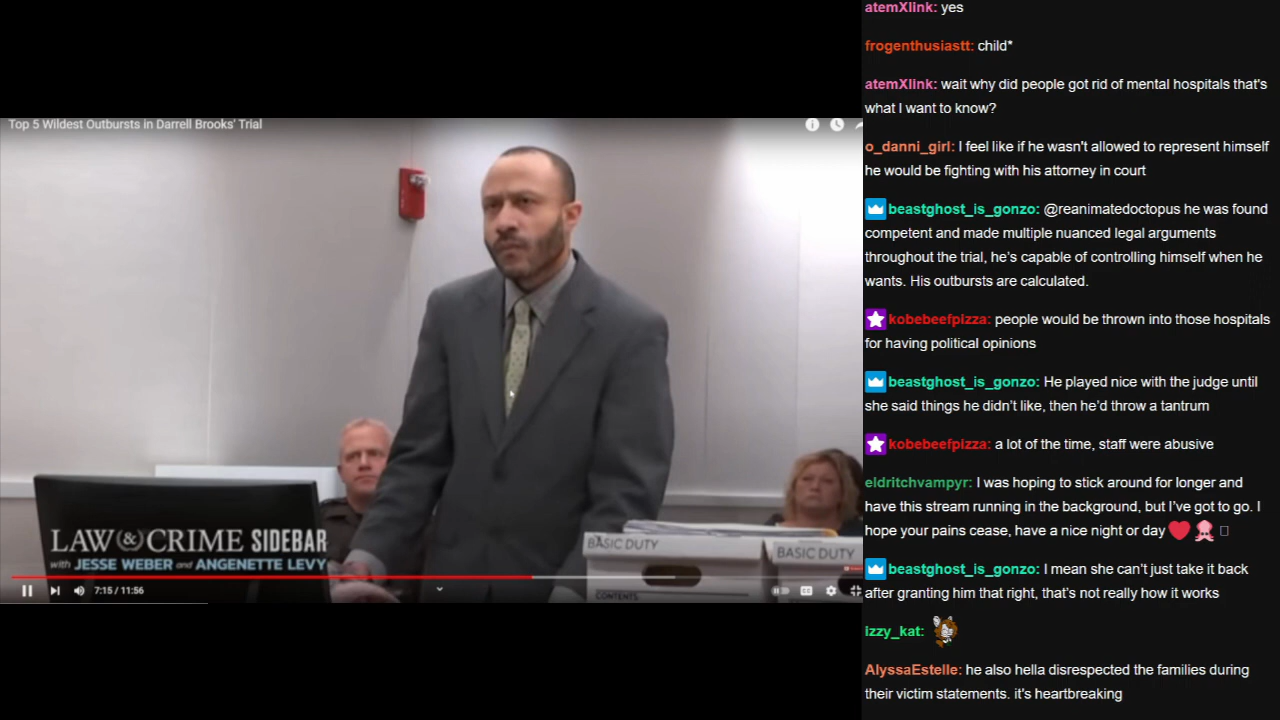 Top 5 Wildest Outbursts in Darrell Brooks' Trial
LAW & CRIME SIDEBAR
with JESSE WEBER and ANGENETTE LEVY
BASIC DUTY
BASIC DUTY
CONTENTS
7:15 / 11:56
atemXlink: yes
frogenthusiastt: child*
atemXlink: wait why did people got rid of mental hospitals that's
what I want to know?
o_danni_girl: I feel like if he wasn't allowed to represent himself
he would be fighting with his attorney in court
beastghost_is_gonzo: @reanimatedoctopus he was found
competent and made multiple nuanced legal arguments
throughout the trial, he's capable of controlling himself when he
wants. His outbursts are calculated.
kobebeefpizza: people would be thrown into those hospitals
for having political opinions
beastghost_is_gonzo: He played nice with the judge until
she said things he didn't like, then he'd throw a tantrum
kobebeefpizza: a lot of the time, staff were abusive
eldritchvampyr: I was hoping to stick around for longer and
have this stream running in the background, but I've got to go. I
hope your pains cease, have a nice night or day
beastghost_is_gonzo: I mean she can't just take it back
after granting him that right, that's not really how it works
izzy_kat:
AlyssaEstelle: he also hella disrespected the families during
their victim statements. it's heartbreaking